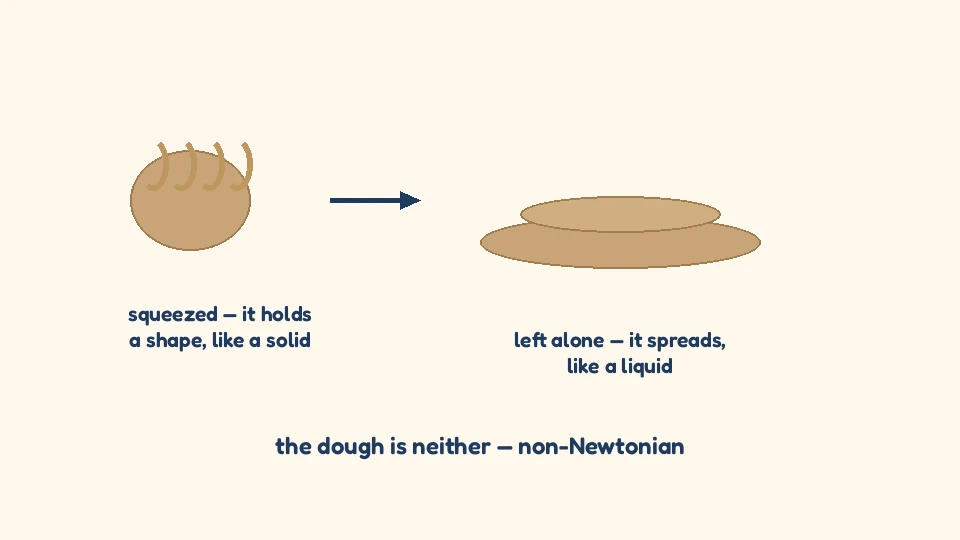 squeezed — it holds
a shape, like a solid
left alone — it spreads,
like a liquid
the dough is neither — non-Newtonian